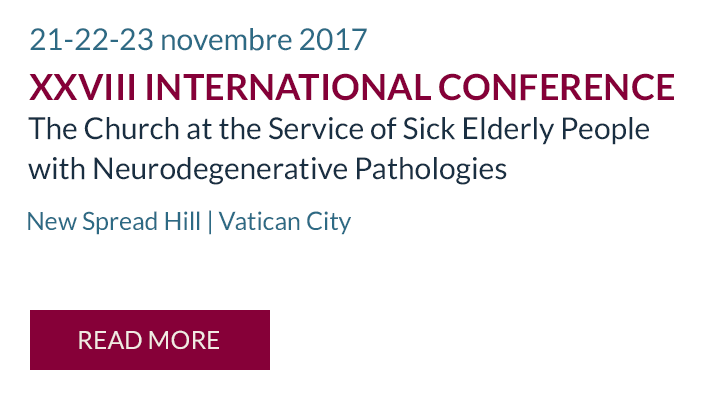 21-22-23 novembre 2017
XXVIII INTERNATIONAL CONFERENCE
The Church at the Service of Sick Elderly People
with Neurodegenerative Pathologies
New Spread Hill | Vatican City
READ MORE